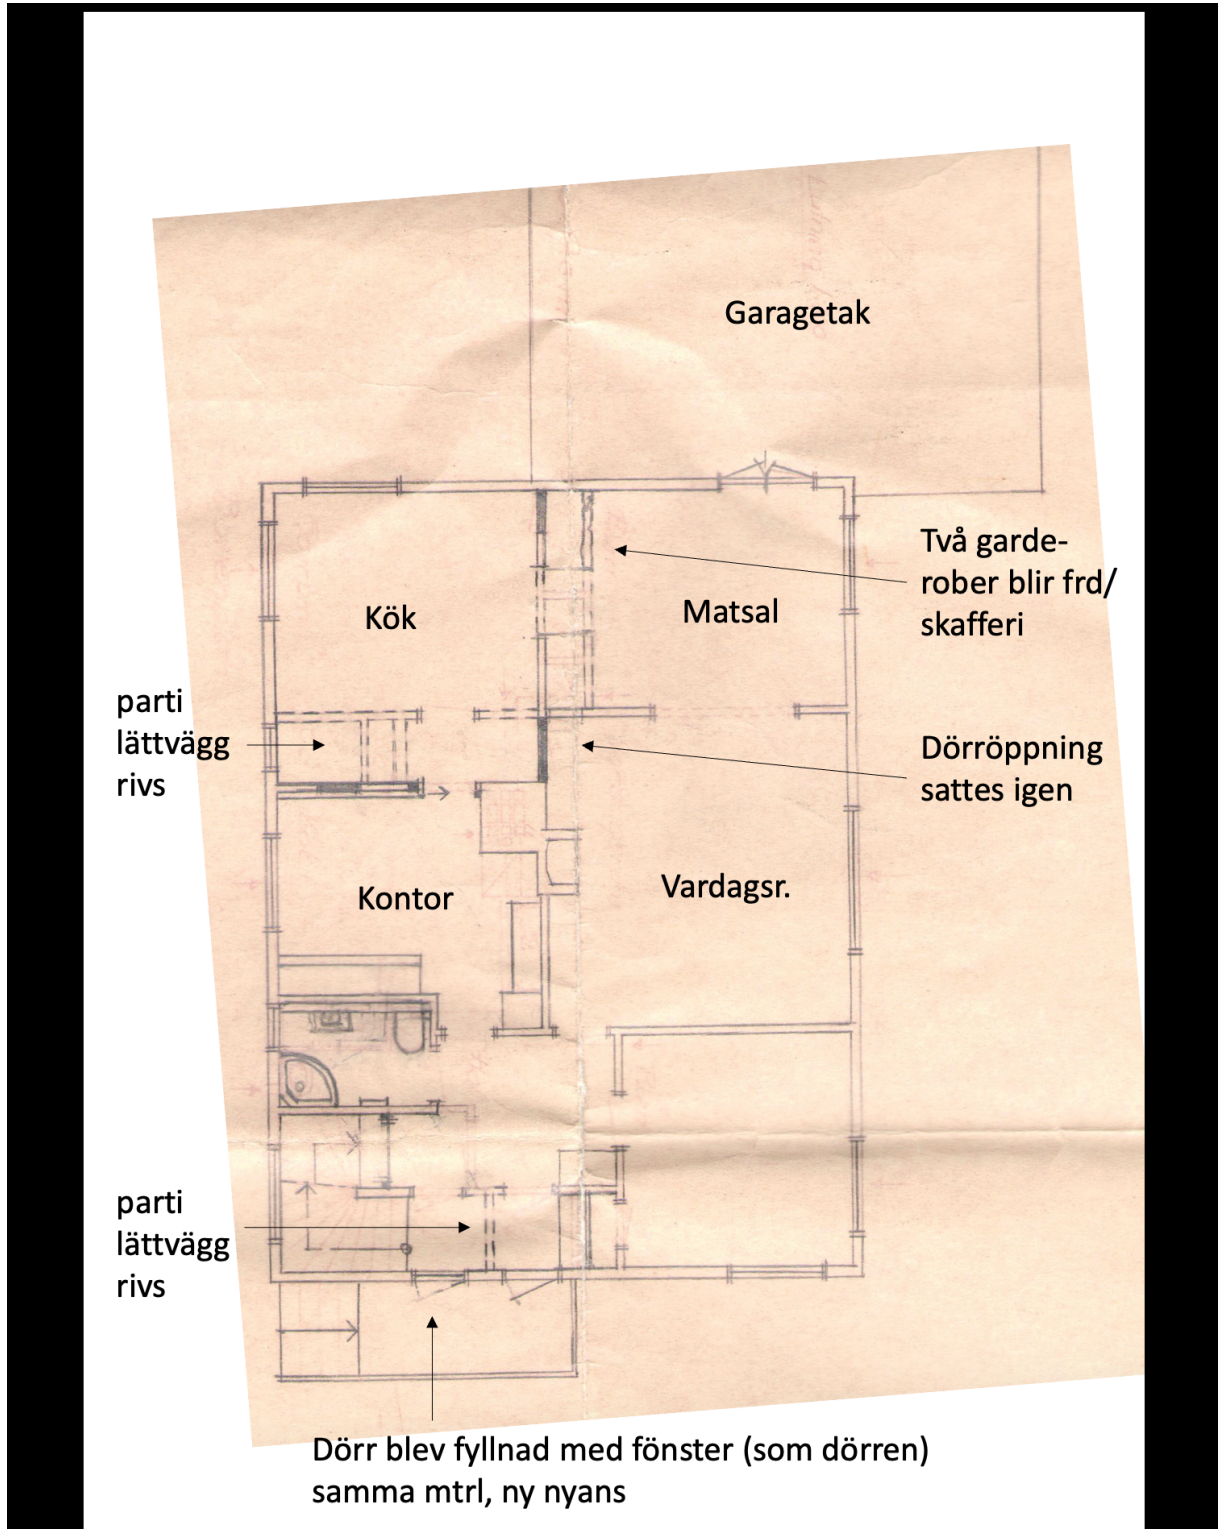 Garagetak
Två garde-
rober blir frd/
skafferi
Kök
Matsal
parti
lättvägg
rivs
Dörröppning
sattes igen
Kontor
Vardagsr.
parti
lättvägg
rivs
Dörr blev fyllnad med fönster (som dörren)
samma mtrl, ny nyans